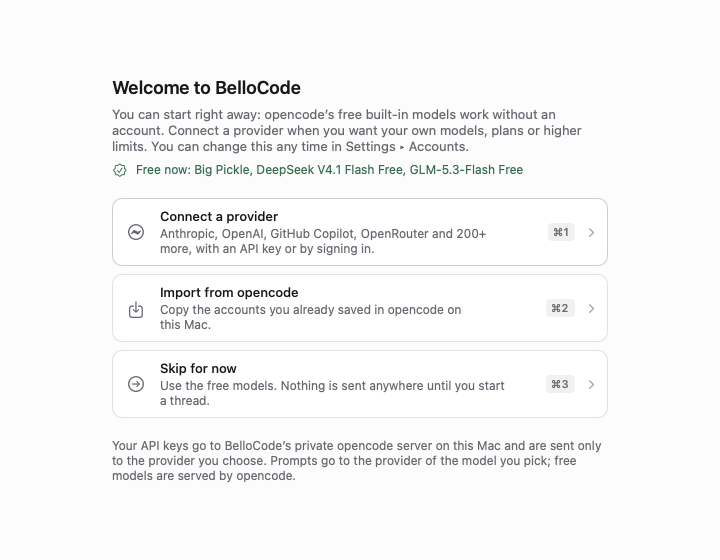 Welcome to BelloCode
You can start right away: opencode's free built-in models work without an
account. Connect a provider when you want your own models, plans or higher
limits. You can change this any time in Settings ▸ Accounts.
Free now: Big Pickle, DeepSeek V4.1 Flash Free, GLM-5.3-Flash Free
Connect a provider
Anthropic, OpenAI, GitHub Copilot, OpenRouter and 200+
more, with an API key or by signing in.
⌘1
Import from opencode
Copy the accounts you already saved in opencode on
this Mac.
⌘2
Skip for now
Use the free models. Nothing is sent anywhere until you start
a thread.
⌘3
Your API keys go to BelloCode's private opencode server on this Mac and are sent only
to the provider you choose. Prompts go to the provider of the model you pick; free
models are served by opencode.